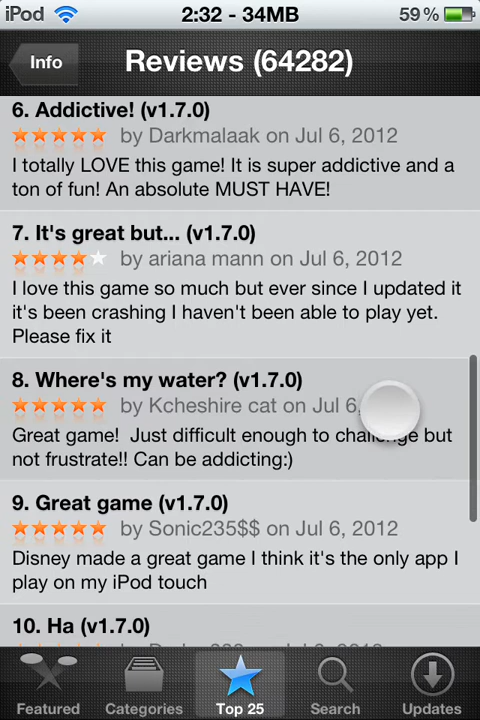 iPod 2:32 - 34MB 59%
Info Reviews (64282)
6. Addictive! (v1.7.0)
by Darkmalaak on Jul 6, 2012
I totally LOVE this game! It is super addictive and a
ton of fun! An absolute MUST HAVE!
7. It's great but... (v1.7.0)
by ariana mann on Jul 6, 2012
I love this game so much but ever since I updated it
it's been crashing I haven't been able to play yet.
Please fix it
8. Where's my water? (v1.7.0)
by Kcheshire cat on Jul 6,
Great game!  Just difficult enough to challenge but
not frustrate!! Can be addicting:)
9. Great game (v1.7.0)
by Sonic235$$ on Jul 6, 2012
Disney made a great game I think it's the only app I
play on my iPod touch
10. Ha (v1.7.0)
Featured Categories Top 25 Search Updates